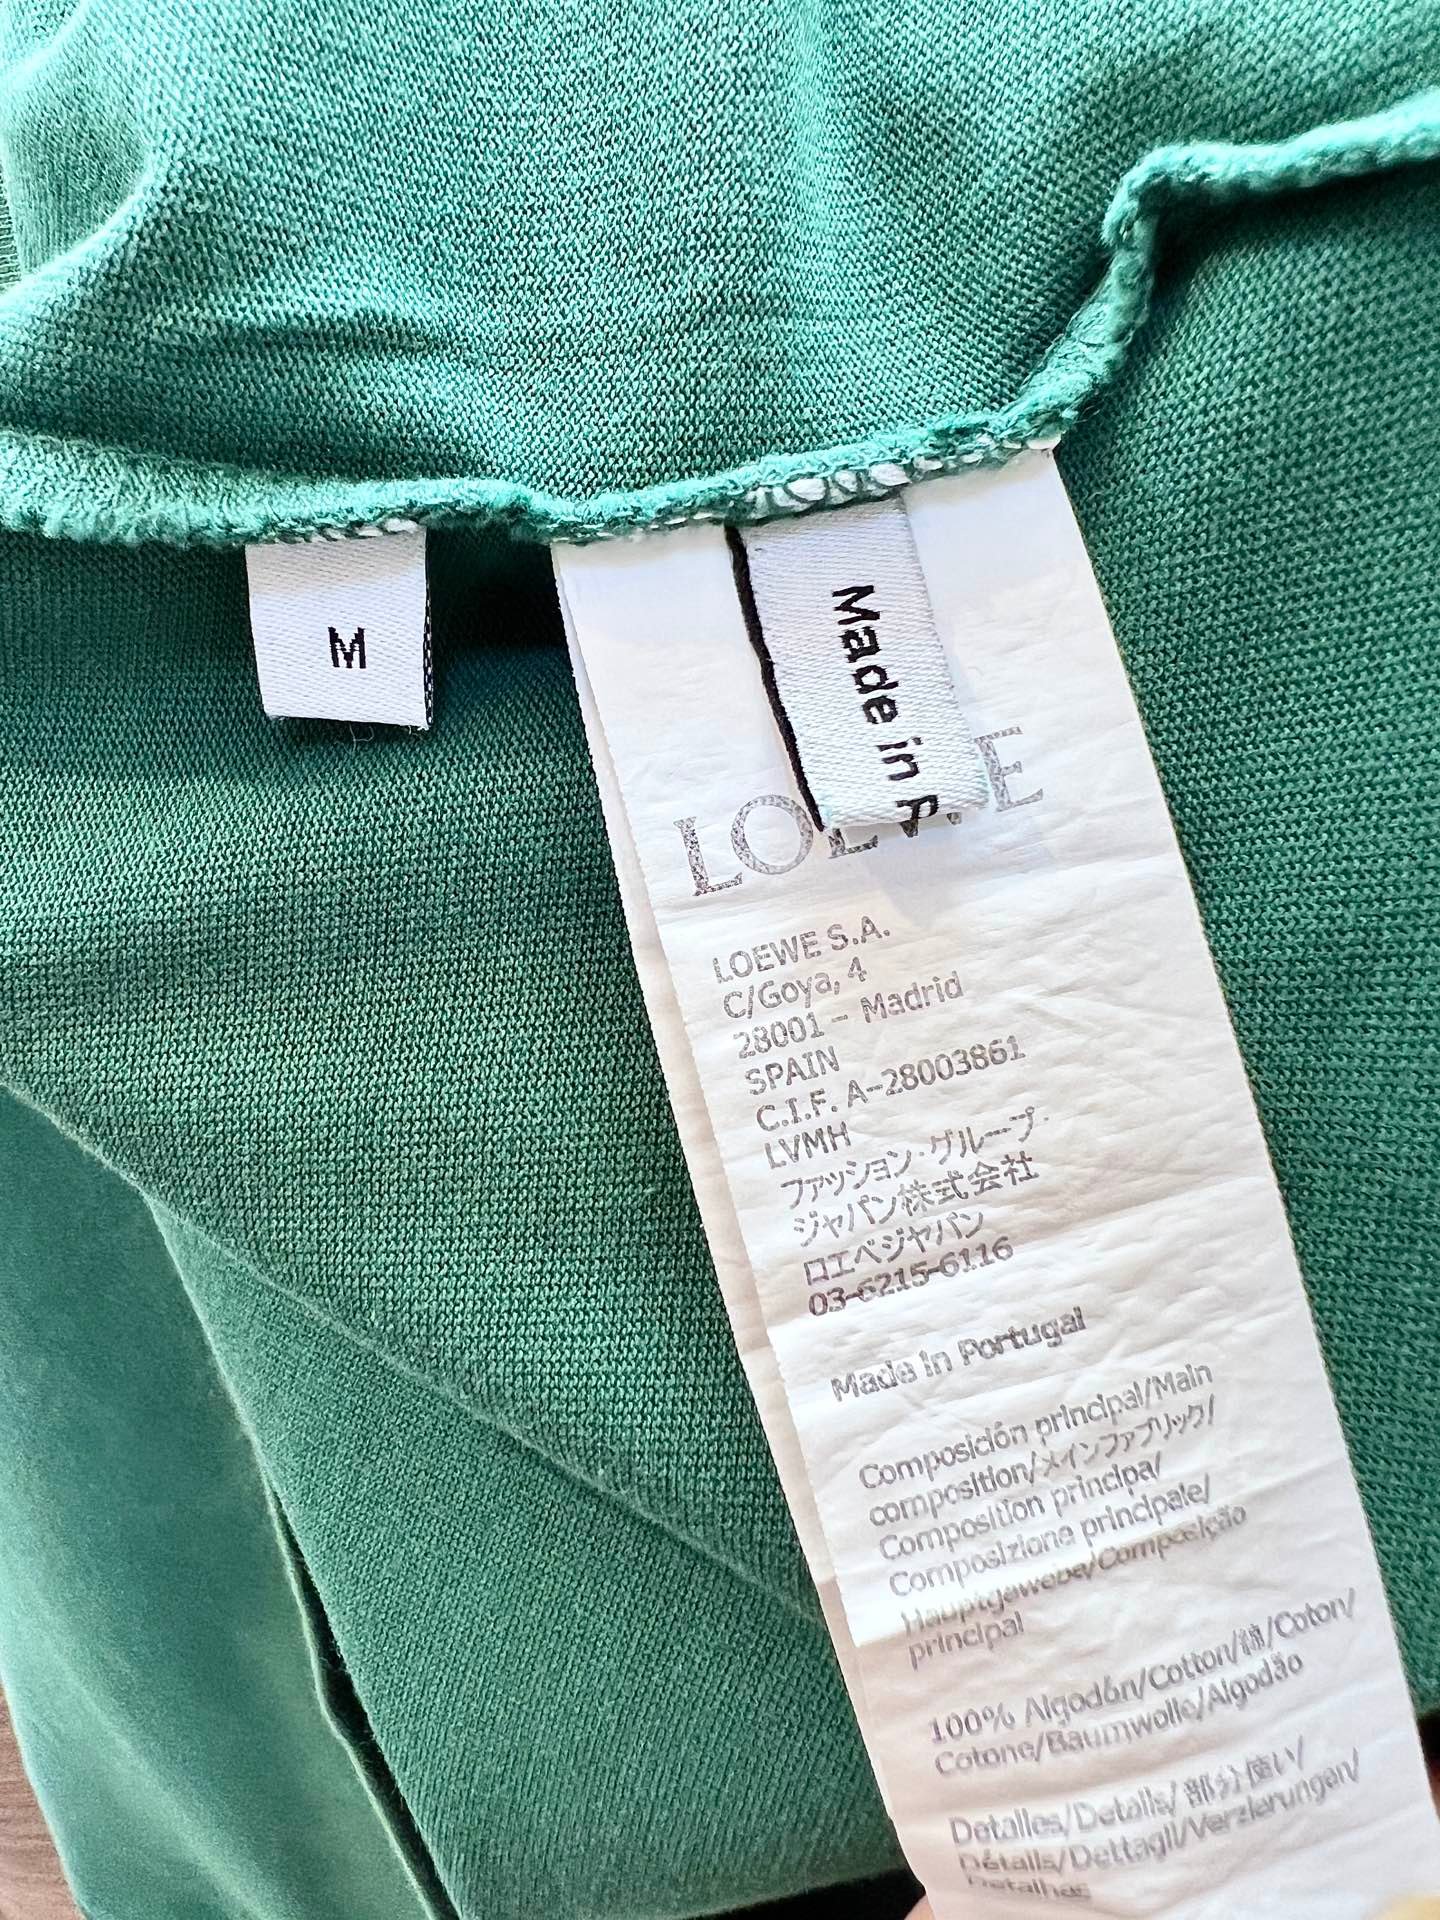 M
Made in P
LOEWE
LOEWE S.A.
C/Goya, 4
28001 - Madrid
SPAIN
C.I.F. A-28003861
LVMH
ファッション・グループ・
ジャパン株式会社
ロエベジャパン
03-6215-6116
Made in Portugal
Composición principal/Main
composition/メインファブリック/
Composition principal/
Composizione principale/
Hauptgewebe/Composição
principal
100% Algodón/Cotton/綿/Coton/
Cotone/Baumwolle/Algodão
Detalles/Details/部分使い/
Détails/Dettagli/Verzierungen/
Detalhes